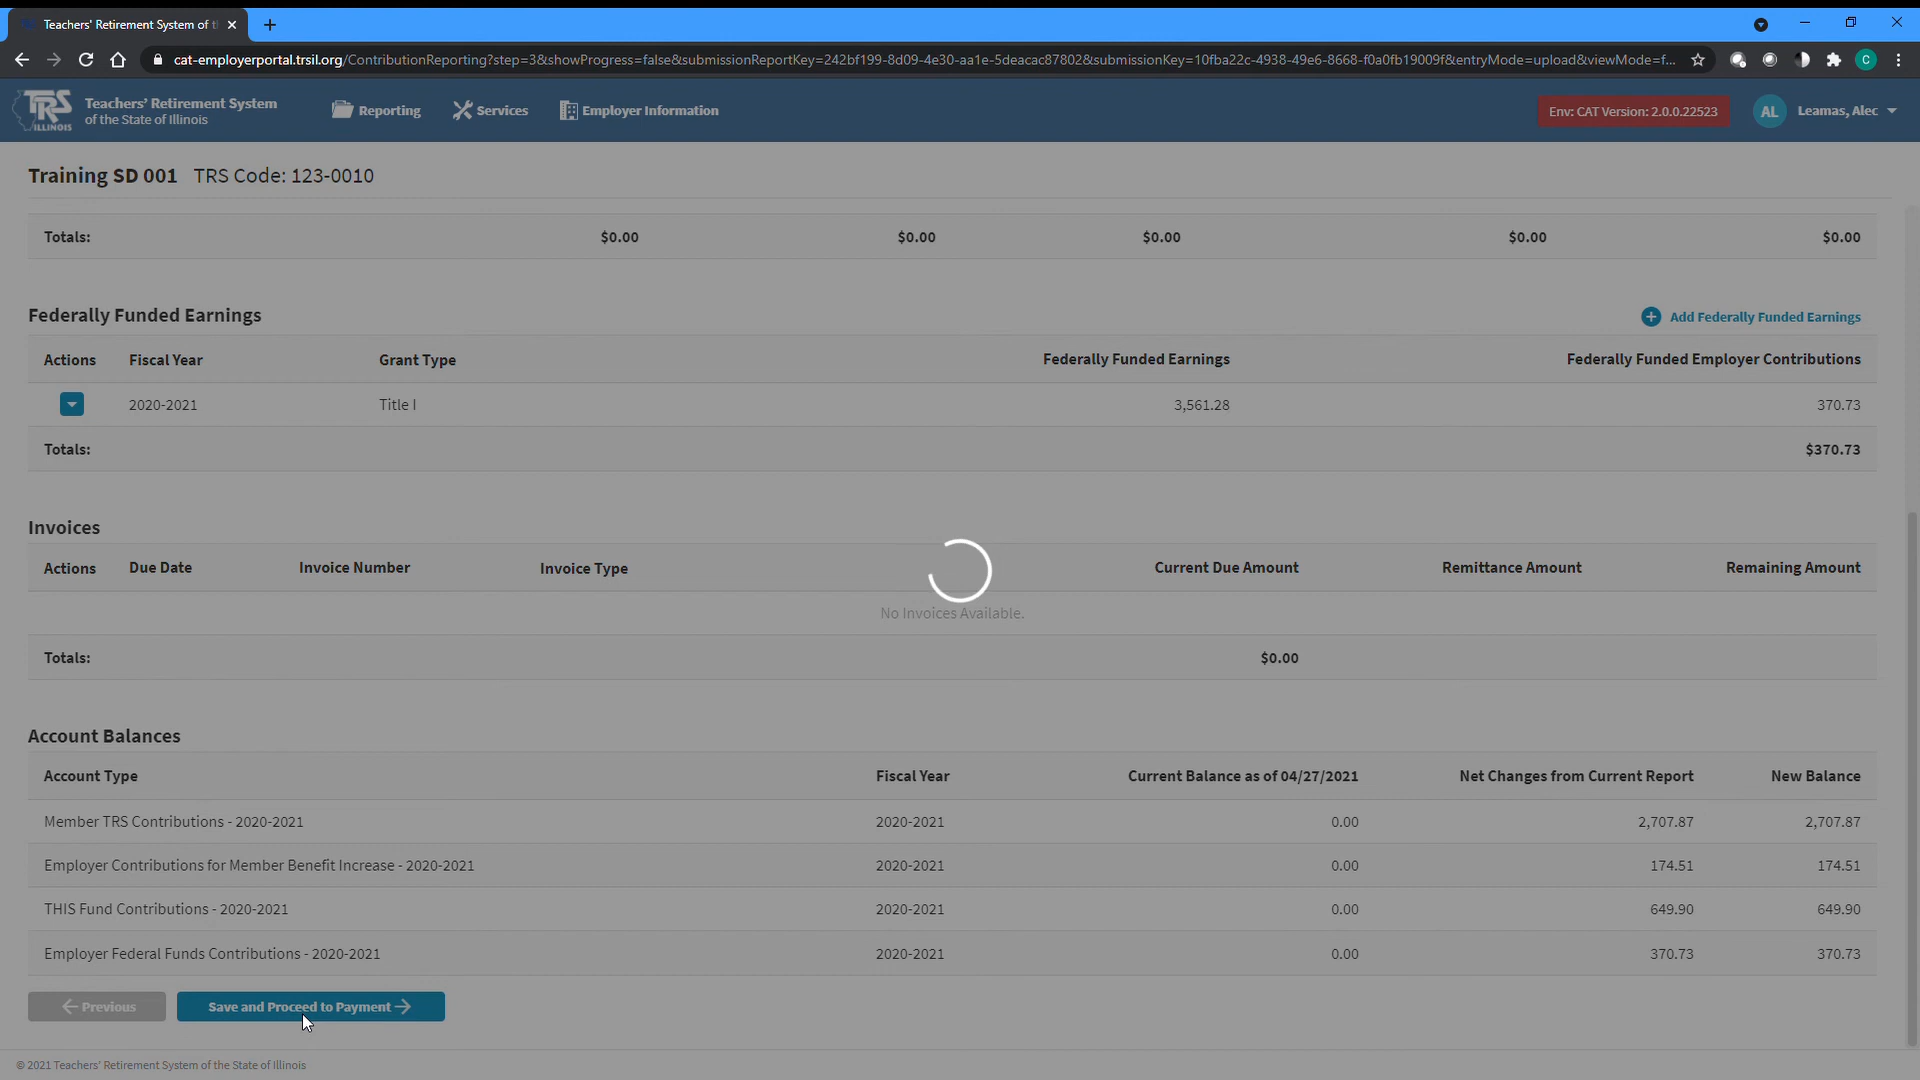 Teachers' Retirement System of t
cat-employerportal.trsil.org/ContributionReporting?step=3&showProgress=false&submissionReportKey=242bf199-8d09-4e30-aa1e-5deacac87802&submissionKey=10fba22c-4938-49e6-8668-f0a0fb19009f&entryMode=upload&viewMode=f...
C
TRS ILLINOIS
Teachers' Retirement System
of the State of Illinois
Reporting
Services
Employer Information
Env: CAT Version: 2.0.0.22523
AL
Leamas, Alec
Training SD 001 TRS Code: 123-0010
Totals: $0.00 $0.00 $0.00 $0.00 $0.00
Federally Funded Earnings
Add Federally Funded Earnings
Actions Fiscal Year Grant Type Federally Funded Earnings Federally Funded Employer Contributions
2020-2021 Title I 3,561.28 370.73
Totals: $370.73
Invoices
Actions Due Date Invoice Number Invoice Type Current Due Amount Remittance Amount Remaining Amount
No Invoices Available.
Totals: $0.00
Account Balances
Account Type Fiscal Year Current Balance as of 04/27/2021 Net Changes from Current Report New Balance
Member TRS Contributions - 2020-2021 2020-2021 0.00 2,707.87 2,707.87
Employer Contributions for Member Benefit Increase - 2020-2021 2020-2021 0.00 174.51 174.51
THIS Fund Contributions - 2020-2021 2020-2021 0.00 649.90 649.90
Employer Federal Funds Contributions - 2020-2021 2020-2021 0.00 370.73 370.73
Previous
Save and Proceed to Payment
© 2021 Teachers' Retirement System of the State of Illinois